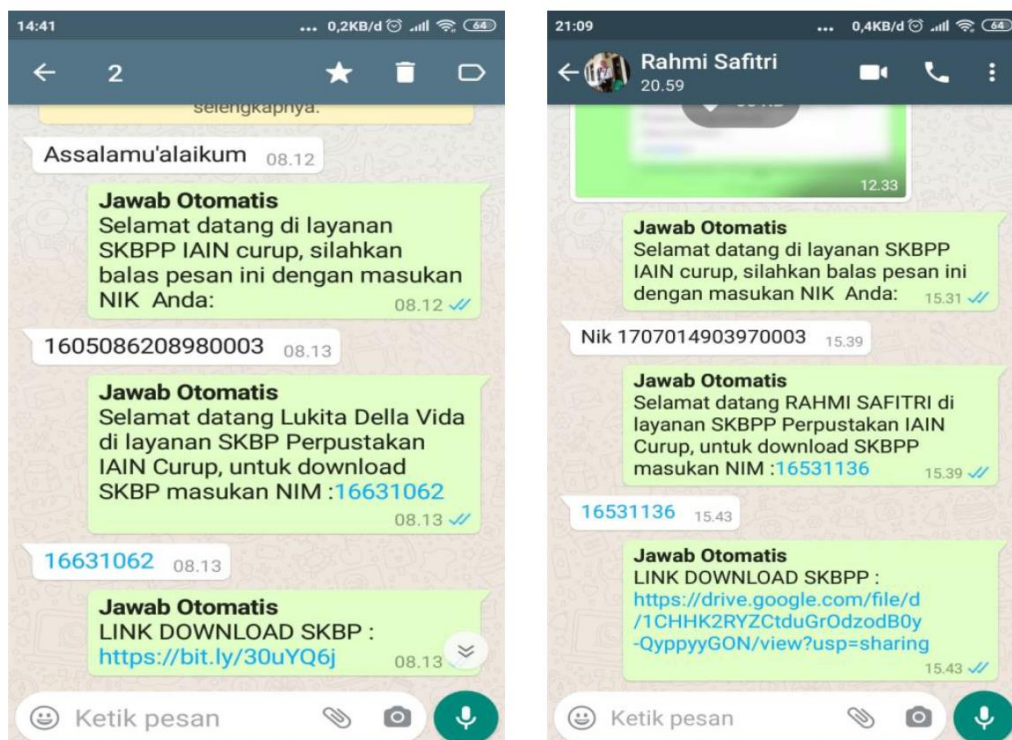 14:41
... 0,2KB/d 64
2
selengkapnya.
Assalamu'alaikum 08.12
Jawab Otomatis
Selamat datang di layanan
SKBPP IAIN curup, silahkan
balas pesan ini dengan masukan
NIK Anda: 08.12
1605086208980003 08.13
Jawab Otomatis
Selamat datang Lukita Della Vida
di layanan SKBP Perpustakan
IAIN Curup, untuk download
SKBP masukan NIM :16631062
08.13
16631062 08.13
Jawab Otomatis
LINK DOWNLOAD SKBP :
https://bit.ly/30uYQ6j 08.13
Ketik pesan
21:09
... 0,4KB/d 64
Rahmi Safitri
20.59
12.33
Jawab Otomatis
Selamat datang di layanan SKBPP
IAIN curup, silahkan balas pesan ini
dengan masukan NIK Anda: 15.31
Nik 1707014903970003 15.39
Jawab Otomatis
Selamat datang RAHMI SAFITRI di
layanan SKBPP Perpustakan IAIN
Curup, untuk download SKBPP
masukan NIM :16531136 15.39
16531136 15.43
Jawab Otomatis
LINK DOWNLOAD SKBPP :
https://drive.google.com/file/d
/1CHHK2RYZCtduGrOdzodB0y
-QyppyyGON/view?usp=sharing
15.43
Ketik pesan